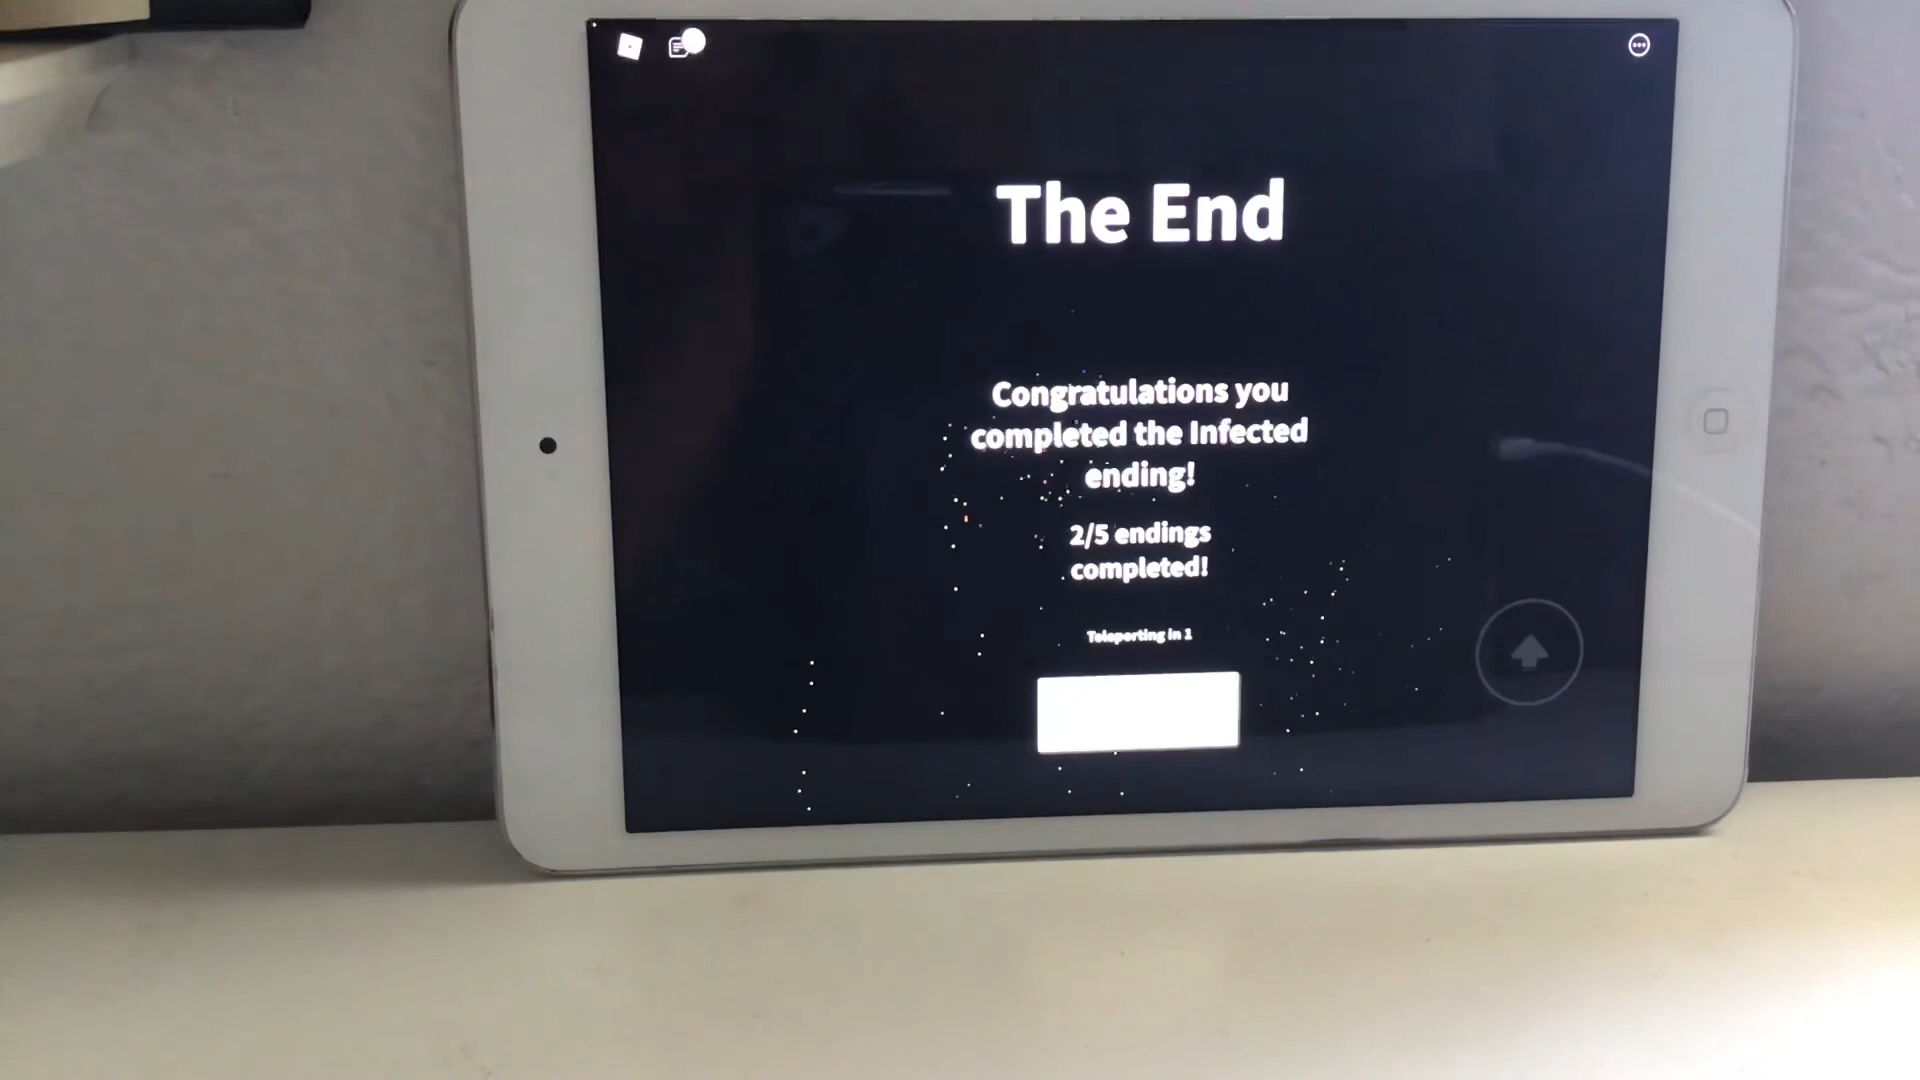 The End
Congratulations you
completed the Infected
ending!
2/5 endings
completed!
Teleporting in 1